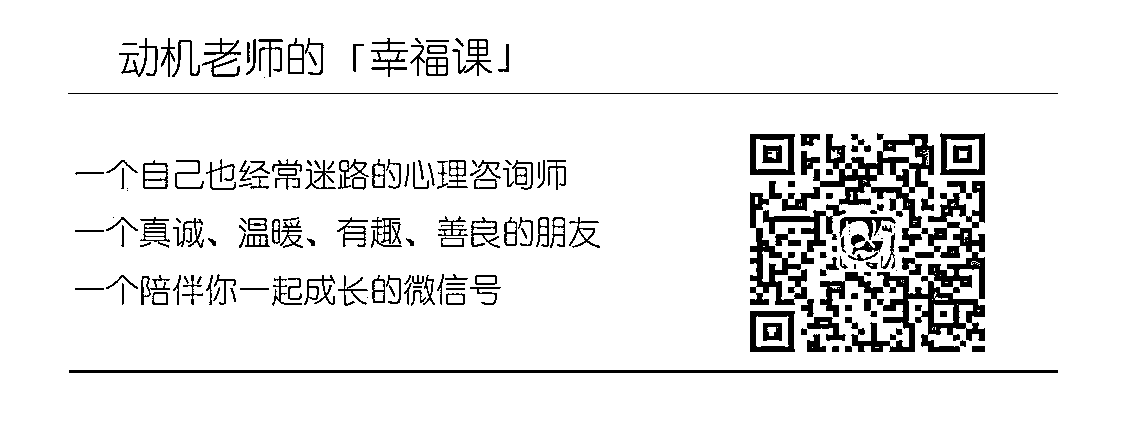 动机老师的「幸福课」
一个自己也经常迷路的心理咨询师
一个真诚、温暖、有趣、善良的朋友
一个陪伴你一起成长的微信号